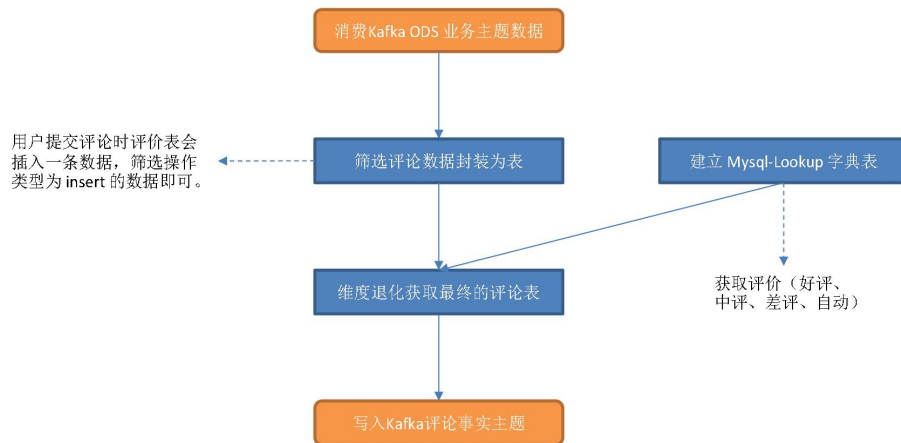 消费Kafka ODS 业务主题数据
用户提交评论时评价表会
插入一条数据，筛选操作
类型为 insert 的数据即可。
筛选评论数据封装为表
建立 Mysql-Lookup 字典表
维度退化获取最终的评论表
获取评价（好评、
中评、差评、自动）
写入Kafka评论事实主题